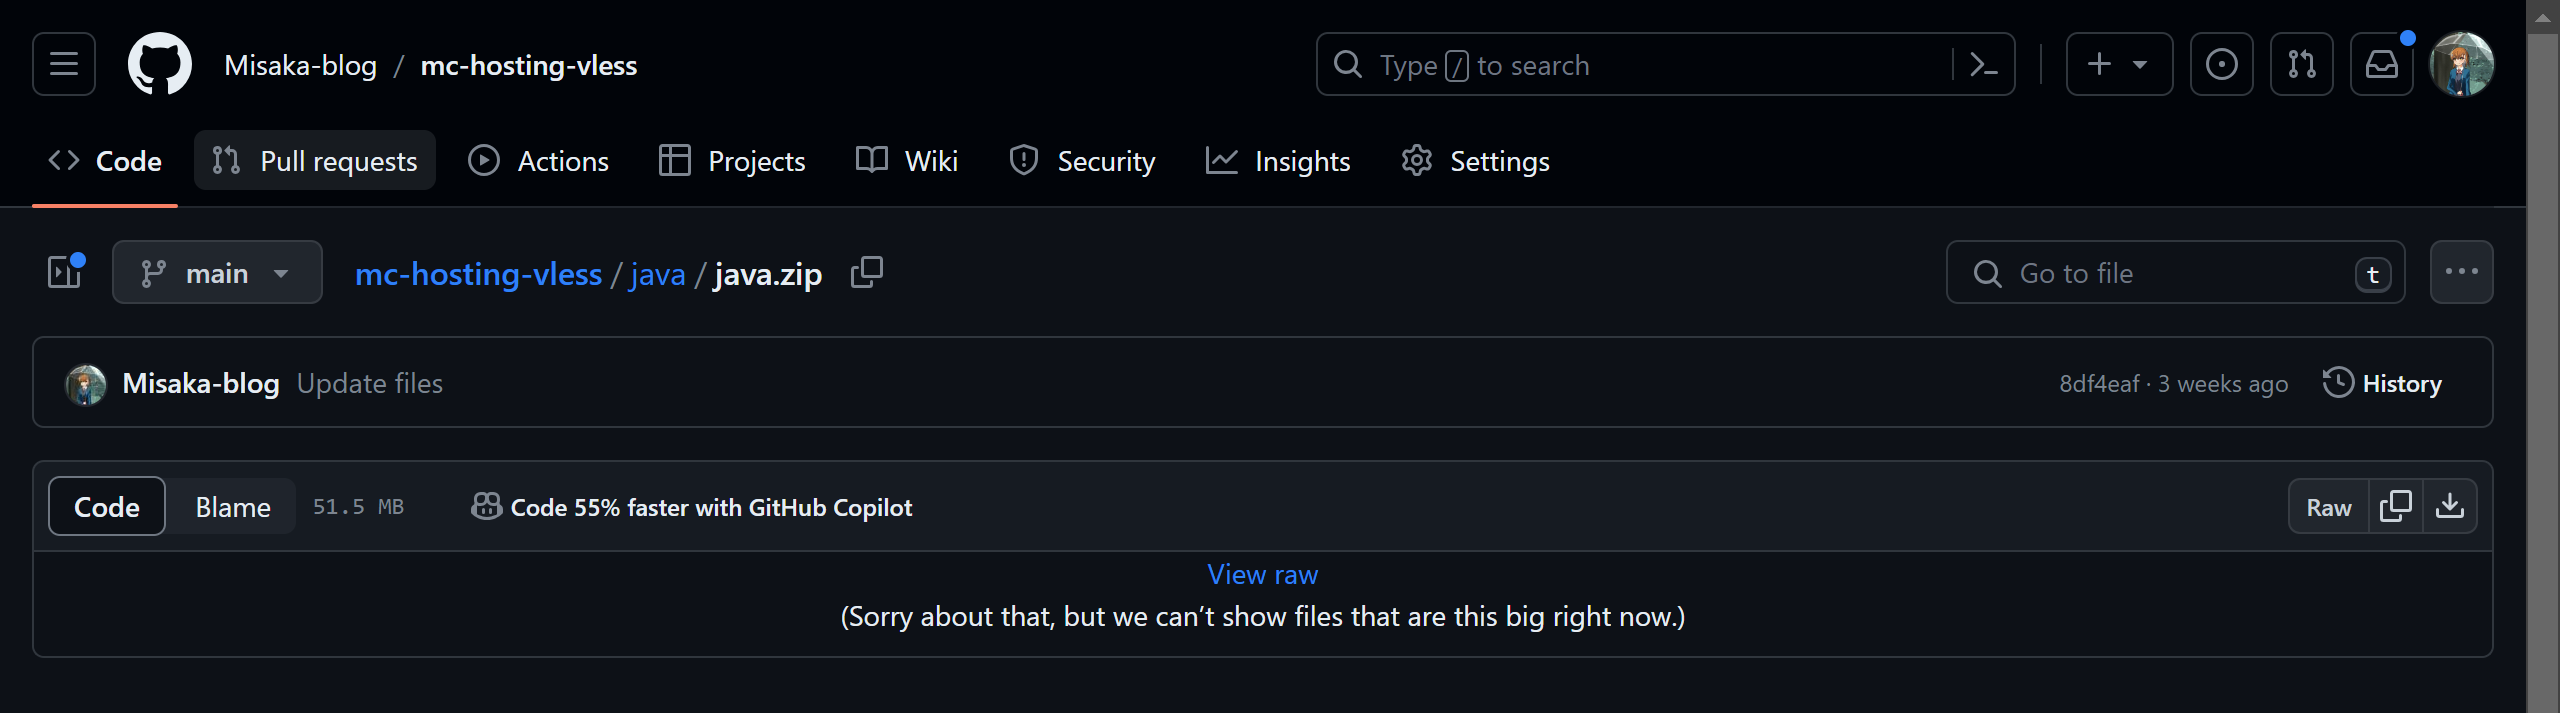 Misaka-blog / mc-hosting-vless
Type / to search
Code
Pull requests
Actions
Projects
Wiki
Security
Insights
Settings
main
mc-hosting-vless / java / java.zip
Go to file
t
Misaka-blog Update files
8df4eaf · 3 weeks ago
History
Code
Blame
51.5 MB
Code 55% faster with GitHub Copilot
Raw
View raw
(Sorry about that, but we can’t show files that are this big right now.)